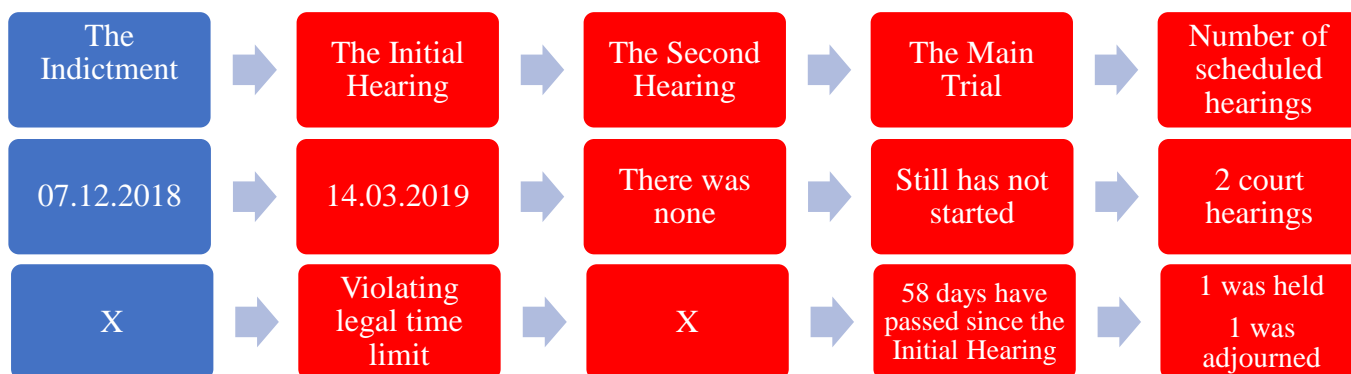 The
Indictment
The Initial
Hearing
The Second
Hearing
The Main
Trial
Number of
scheduled
hearings
07.12.2018
14.03.2019
There was
none
Still has not
started
2 court
hearings
X
Violating
legal time
limit
X
58 days have
passed since the
Initial Hearing
1 was held
1 was
adjourned